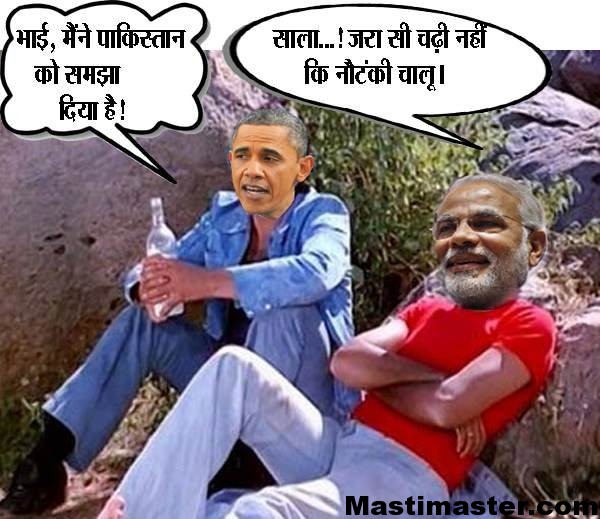 भाई, मैंने पाकिस्तान
को समझा
दिया है!
साला...! जरा सी चढ़ी नहीं
कि नौटंकी चालू।
Mastimaster.com